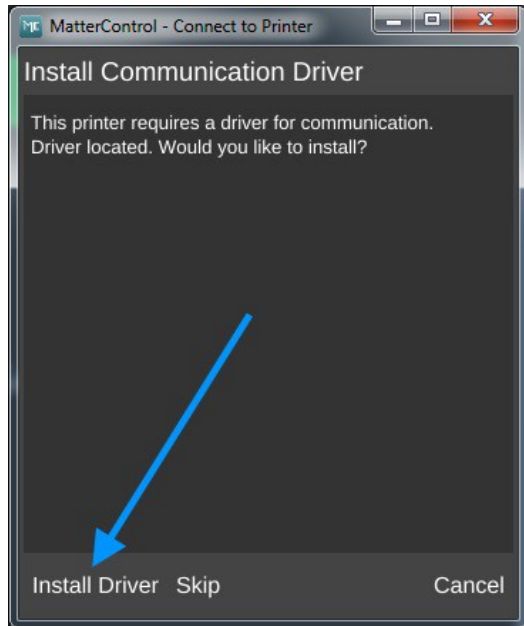 MC MatterControl - Connect to Printer
Install Communication Driver
This printer requires a driver for communication.
Driver located. Would you like to install?
Install Driver Skip Cancel